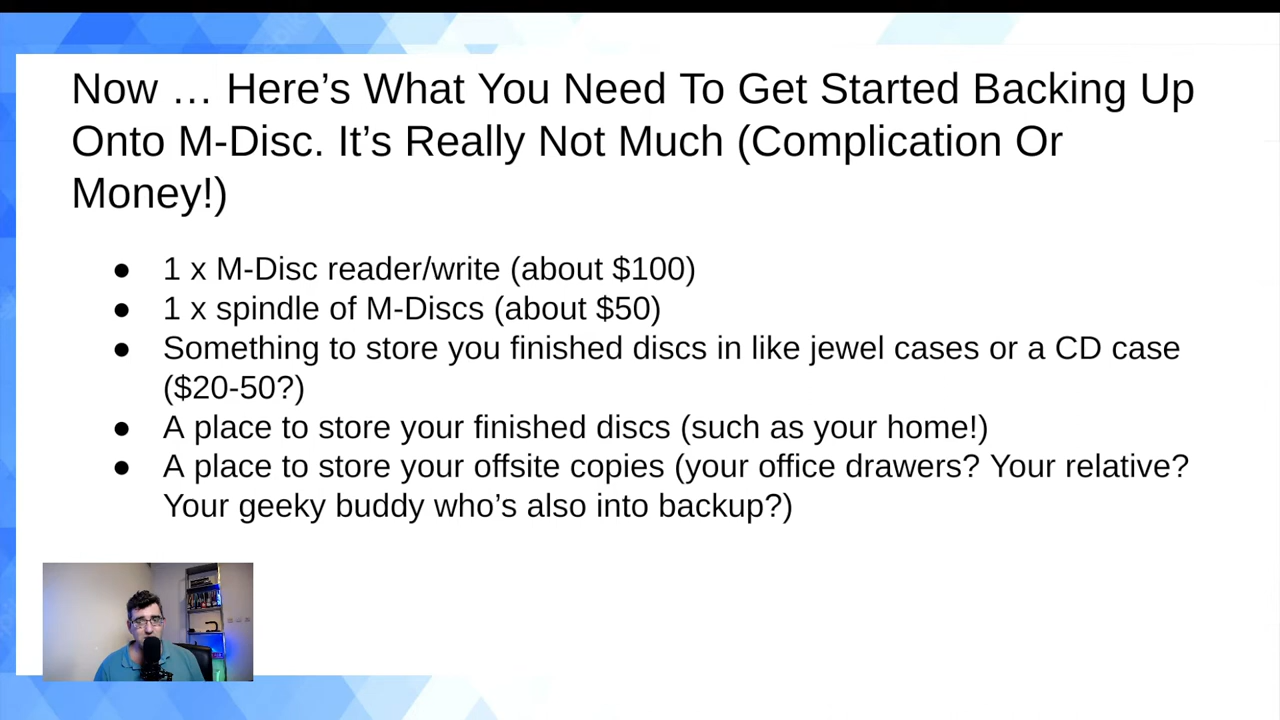 Now … Here’s What You Need To Get Started Backing Up
Onto M-Disc. It’s Really Not Much (Complication Or
Money!)
● 1 x M-Disc reader/write (about $100)
● 1 x spindle of M-Discs (about $50)
● Something to store you finished discs in like jewel cases or a CD case
($20-50?)
● A place to store your finished discs (such as your home!)
● A place to store your offsite copies (your office drawers? Your relative?
Your geeky buddy who’s also into backup?)